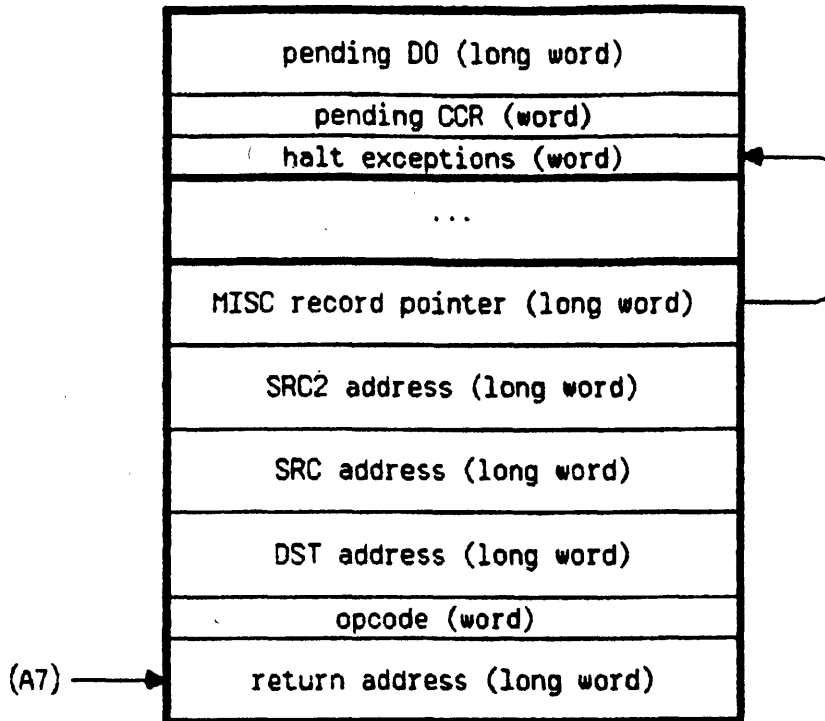 pending D0 (long word)
pending CCR (word)
halt exceptions (word)
...
MISC record pointer (long word)
SRC2 address (long word)
SRC address (long word)
DST address (long word)
opcode (word)
(A7)
return address (long word)